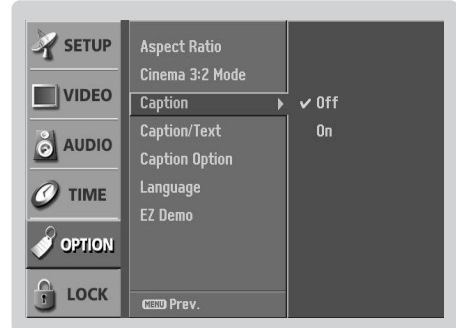 SETUP
VIDEO
AUDIO
TIME
OPTION
LOCK
Aspect Ratio
Cinema 3:2 Mode
Caption
Caption/Text
Caption Option
Language
EZ Demo
MENU Prev.
Off
On